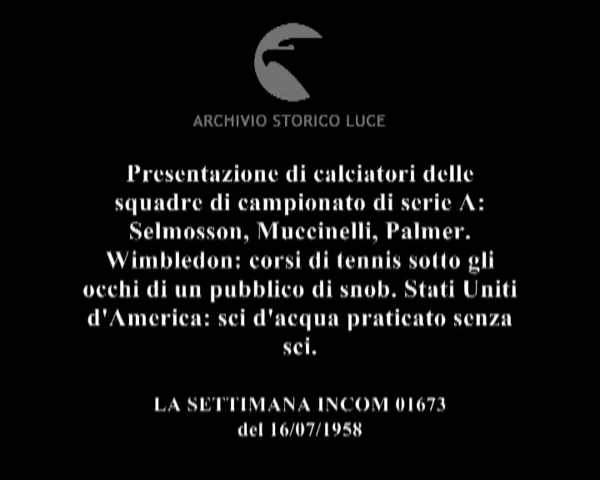 ARCHIVIO STORICO LUCE
Presentazione di calciatori delle
squadre di campionato di serie A:
Selmosson, Muccinelli, Palmer.
Wimbledon: corsi di tennis sotto gli
occhi di un pubblico di snob. Stati Uniti
d'America: sci d'acqua praticato senza
sci.
LA SETTIMANA INCOM 01673
del 16/07/1958